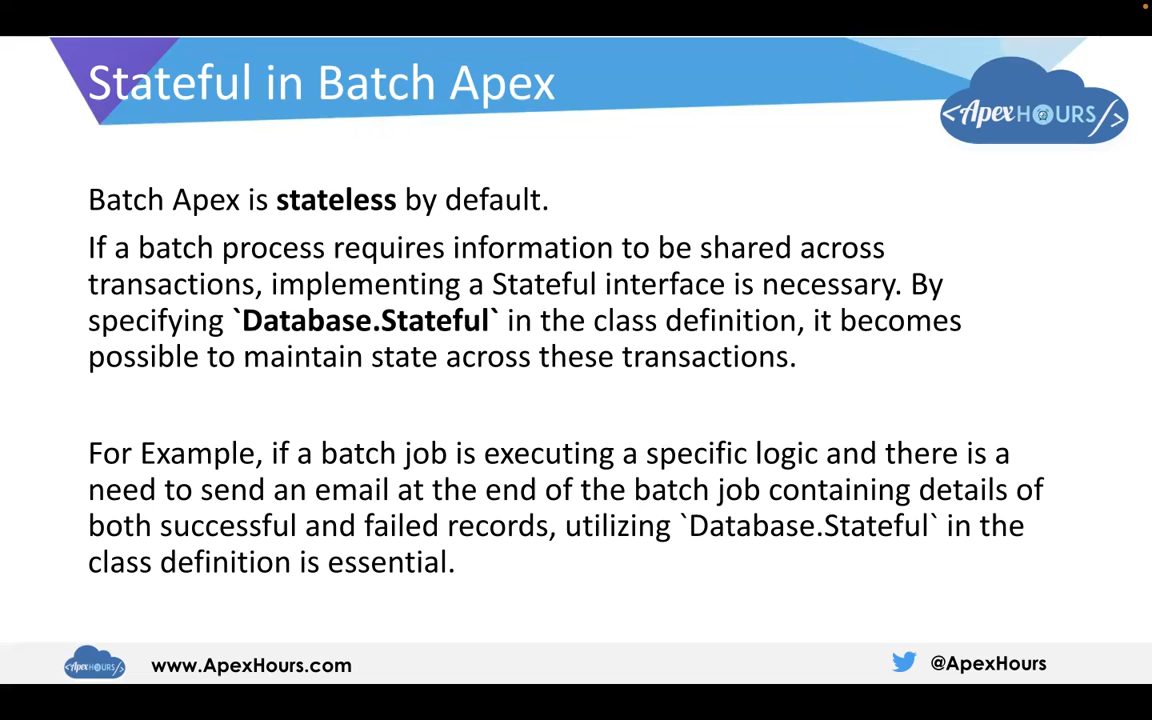 Stateful in Batch Apex
<ApexHOURS/>
Batch Apex is stateless by default.
If a batch process requires information to be shared across
transactions, implementing a Stateful interface is necessary. By
specifying `Database.Stateful` in the class definition, it becomes
possible to maintain state across these transactions.
For Example, if a batch job is executing a specific logic and there is a
need to send an email at the end of the batch job containing details of
both successful and failed records, utilizing `Database.Stateful` in the
class definition is essential.
<ApexHOURS/>
www.ApexHours.com
@ApexHours